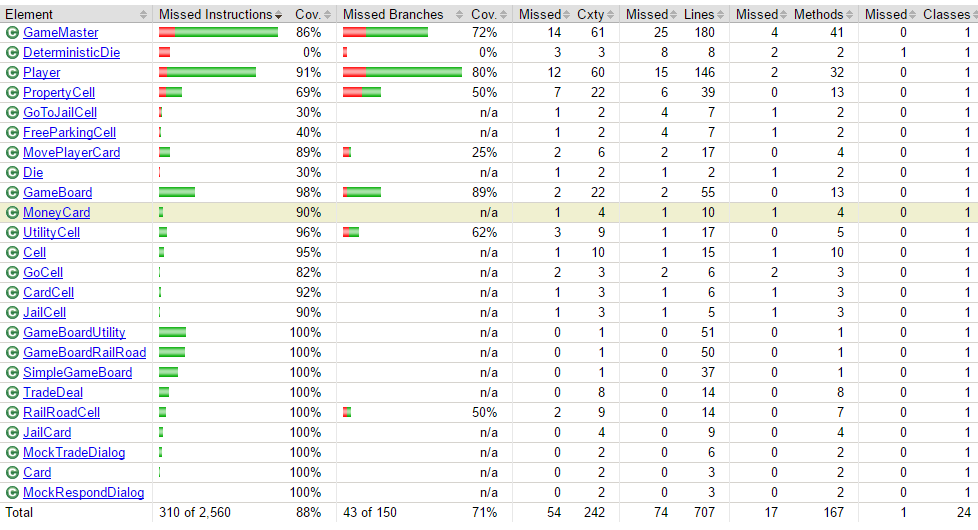 Element Missed Instructions Cov. Missed Branches Cov. Missed Cxty Missed Lines Missed Methods Missed Classes
C GameMaster 86% 72% 14 61 25 180 4 41 0 1
C DeterministicDie 0% 0% 3 3 8 8 2 2 1 1
C Player 91% 80% 12 60 15 146 2 32 0 1
C PropertyCell 69% 50% 7 22 6 39 0 13 0 1
C GoToJailCell 30% n/a 1 2 4 7 1 2 0 1
C FreeParkingCell 40% n/a 1 2 4 7 1 2 0 1
C MovePlayerCard 89% 25% 2 6 2 17 0 4 0 1
C Die 30% n/a 1 2 1 2 1 2 0 1
C GameBoard 98% 89% 2 22 2 55 0 13 0 1
C MoneyCard 90% n/a 1 4 1 10 1 4 0 1
C UtilityCell 96% 62% 3 9 1 17 0 5 0 1
C Cell 95% n/a 1 10 1 15 1 10 0 1
C GoCell 82% n/a 2 3 2 6 2 3 0 1
C CardCell 92% n/a 1 3 1 6 1 3 0 1
C JailCell 90% n/a 1 3 1 5 1 3 0 1
C GameBoardUtility 100% n/a 0 1 0 51 0 1 0 1
C GameBoardRailRoad 100% n/a 0 1 0 50 0 1 0 1
C SimpleGameBoard 100% n/a 0 1 0 37 0 1 0 1
C TradeDeal 100% n/a 0 8 0 14 0 8 0 1
C RailRoadCell 100% 50% 2 9 0 14 0 7 0 1
C JailCard 100% n/a 0 4 0 9 0 4 0 1
C MockTradeDialog 100% n/a 0 2 0 6 0 2 0 1
C Card 100% n/a 0 2 0 3 0 2 0 1
C MockRespondDialog 100% n/a 0 2 0 3 0 2 0 1
Total 310 of 2,560 88% 43 of 150 71% 54 242 74 707 17 167 1 24